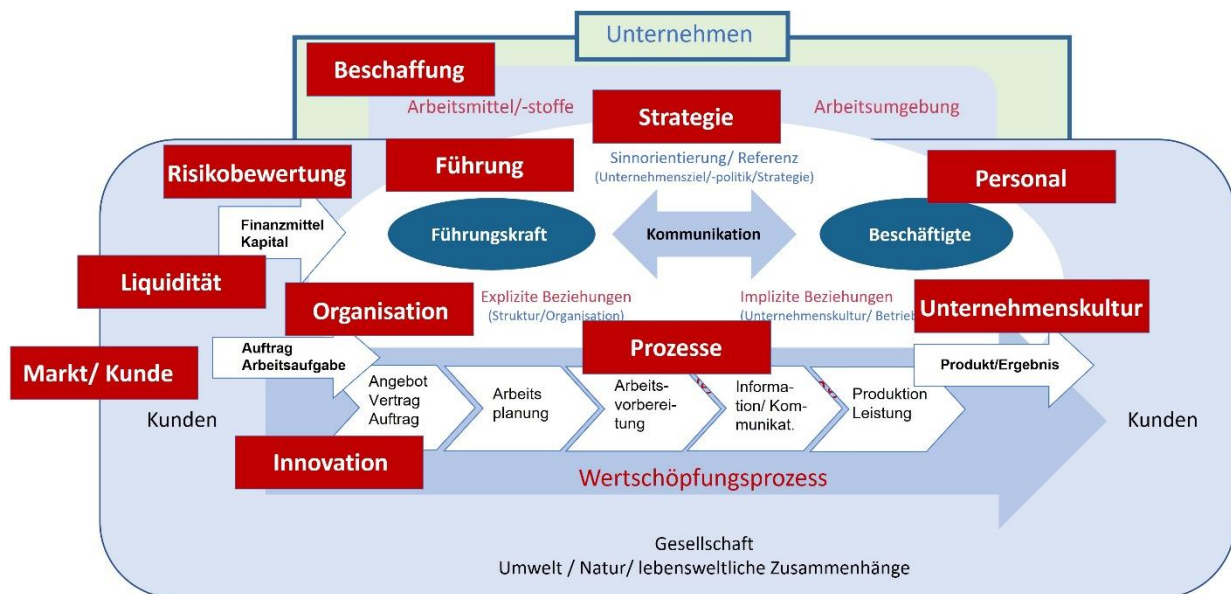 Unternehmen
Beschaffung
Arbeitsmittel/-stoffe
Strategie
Arbeitsumgebung
Risikobewertung
Führung
Sinnorientierung/ Referenz
(Unternehmensziel/-politik/Strategie)
Personal
Finanzmittel
Kapital
Führungskraft
Kommunikation
Beschäftigte
Liquidität
Organisation
Explizite Beziehungen
(Struktur/Organisation)
Implizite Beziehungen
(Unternehmenskultur/ Betrieb
Unternehmenskultur
Markt/ Kunde
Auftrag
Arbeitsaufgabe
Prozesse
Produkt/Ergebnis
Kunden
Angebot
Vertrag
Auftrag
Arbeits
planung
Arbeits-
vorberei-
tung
Informa-
tion/ Kom-
munikat.
Produktion
Leistung
Kunden
Innovation
Wertschöpfungsprozess
Gesellschaft
Umwelt / Natur/ lebensweltliche Zusammenhänge